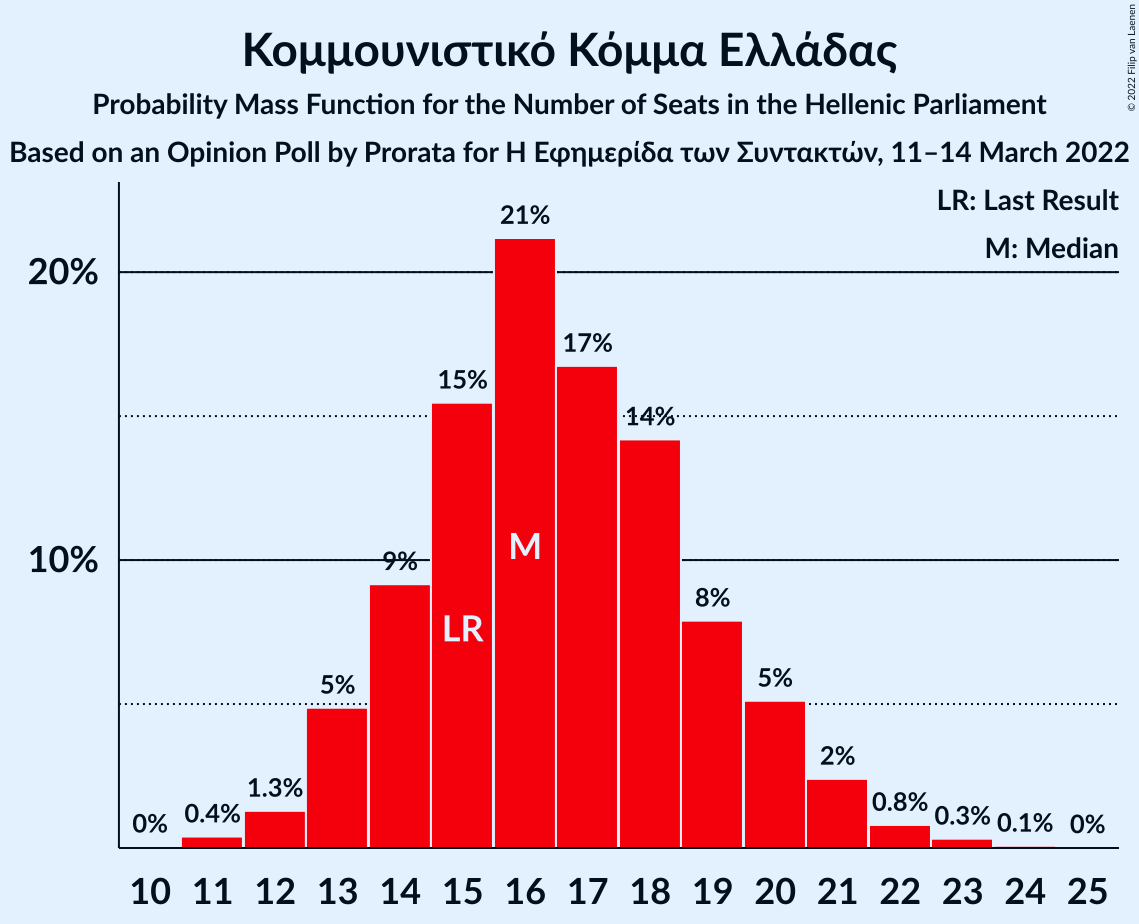 Κομμουνιστικό Κόμμα Ελλάδας
Probability Mass Function for the Number of Seats in the Hellenic Parliament
Based on an Opinion Poll by Prorata for Η Εφημερίδα των Συντακτών, 11–14 March 2022
© 2022 Filip van Laenen
LR: Last Result
M: Median
20%
10%
0%
0.4%
1.3%
5%
9%
15%
21%
17%
14%
8%
5%
2%
0.8%
0.3%
0.1%
0%
LR
M
10 11 12 13 14 15 16 17 18 19 20 21 22 23 24 25